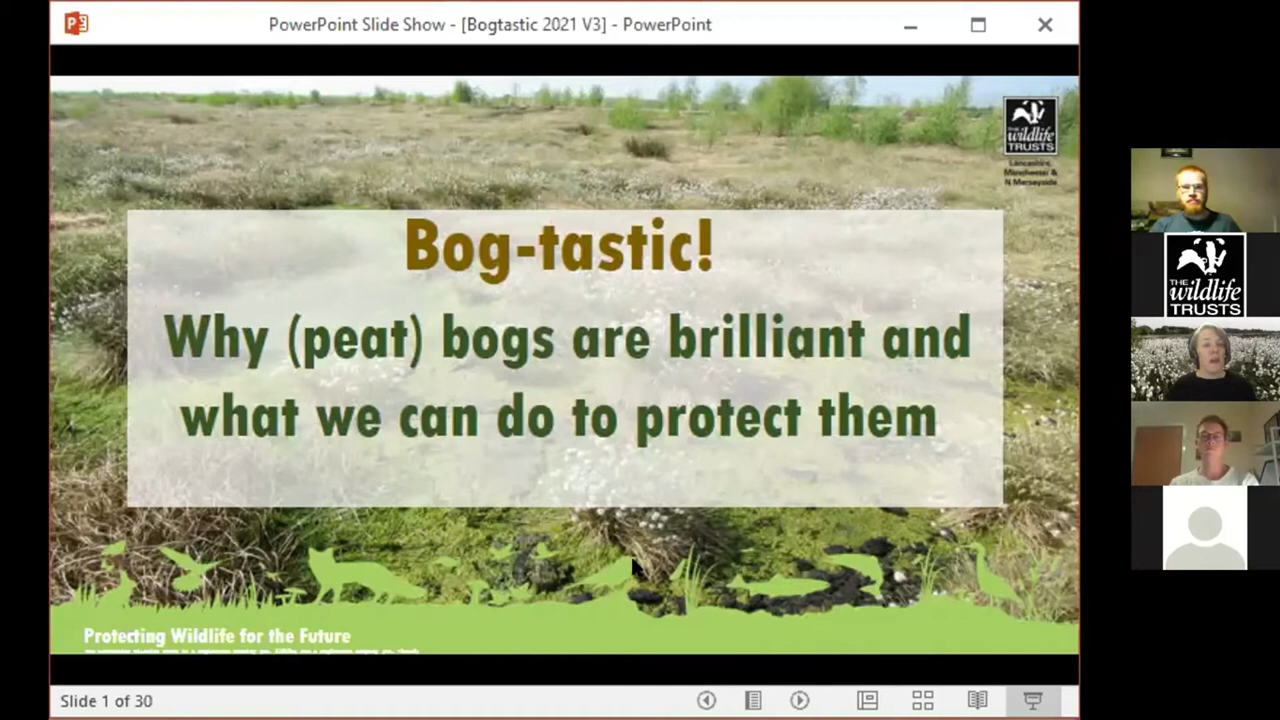 PowerPoint Slide Show - [Bogtastic 2021 V3] - PowerPoint
THE
wildlife
TRUSTS
Lancashire,
Manchester &
N Merseyside
Bog-tastic!
Why (peat) bogs are brilliant and
what we can do to protect them
Protecting Wildlife for the Future
Slide 1 of 30
THE
wildlife
TRUSTS